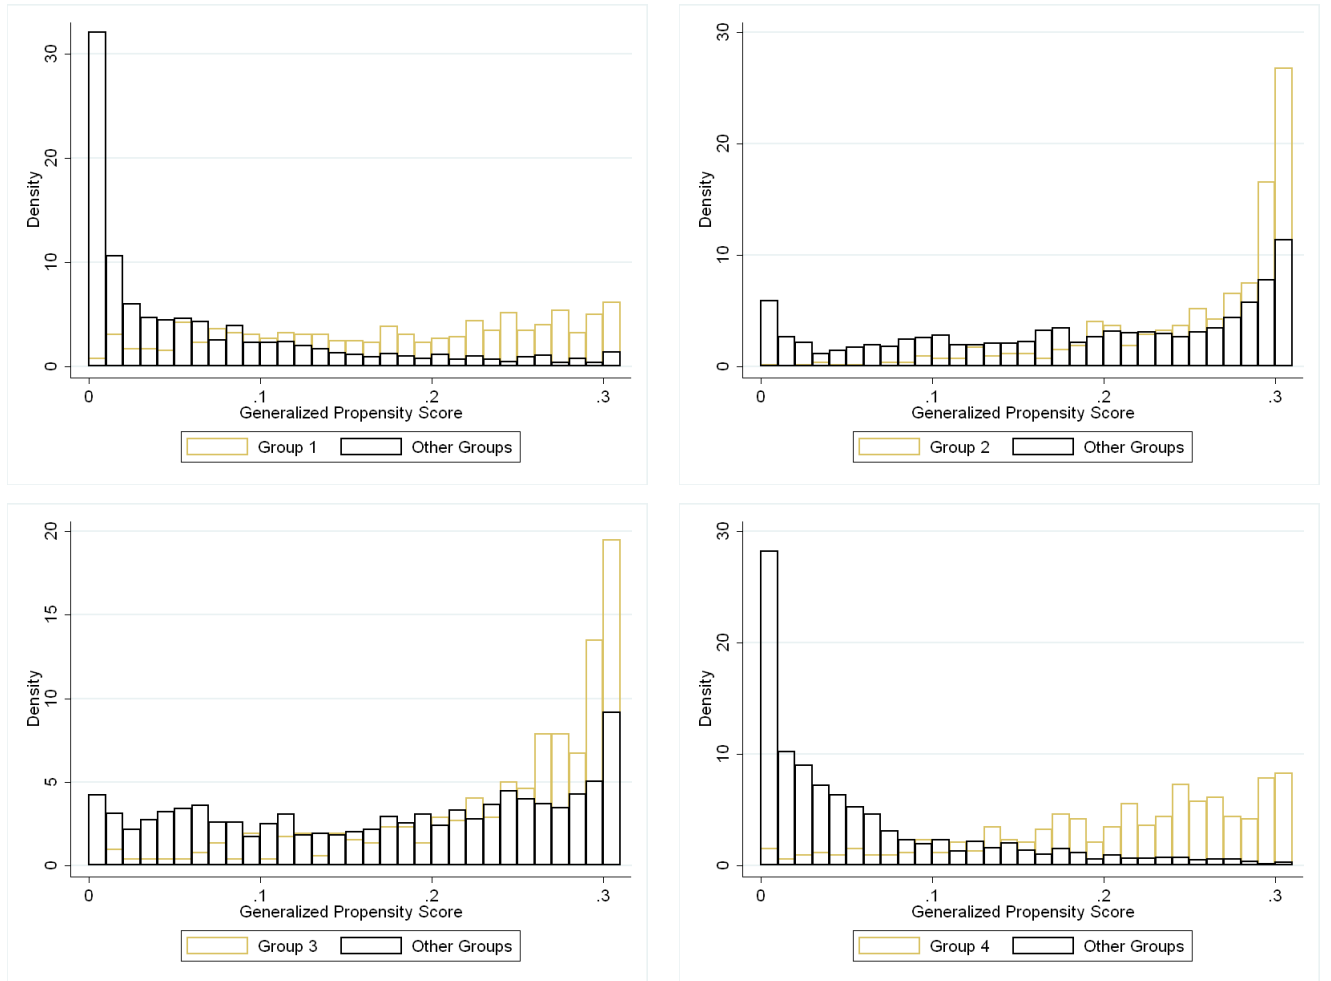 30
20
10
0
Density
0 .1 .2 .3
Generalized Propensity Score
Group 1 Other Groups
30
20
10
0
Density
0 .1 .2 .3
Generalized Propensity Score
Group 2 Other Groups
20
15
10
5
0
Density
0 .1 .2 .3
Generalized Propensity Score
Group 3 Other Groups
30
20
10
0
Density
0 .1 .2 .3
Generalized Propensity Score
Group 4 Other Groups